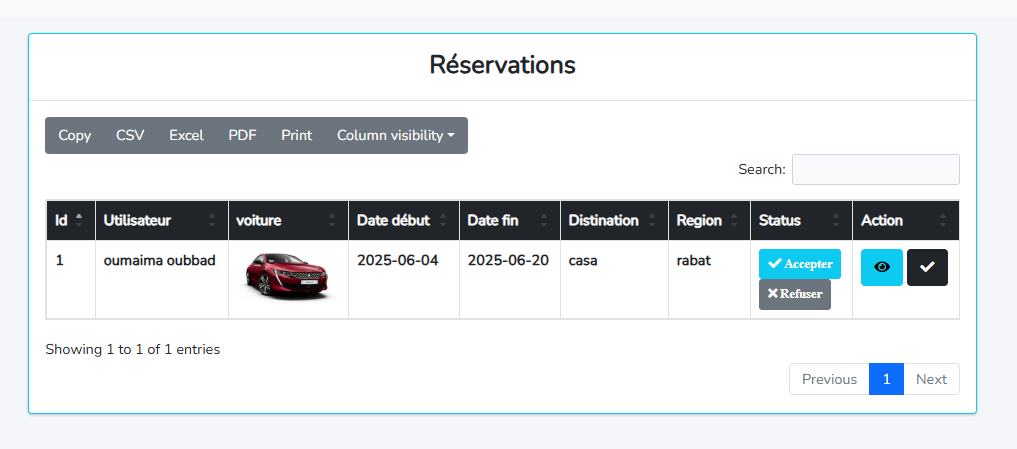 Réservations
Copy CSV Excel PDF Print Column visibility
Search:
Id Utilisateur voiture Date début Date fin Distination Region Status Action
1 oumaima oubbad 2025-06-04 2025-06-20 casa rabat Accepter
Refuser
Showing 1 to 1 of 1 entries
Previous 1 Next